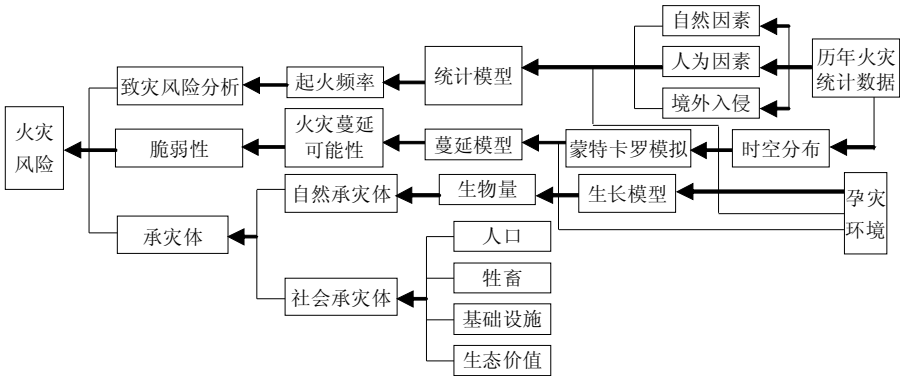 自然因素
人为因素
境外入侵
历年火灾
统计数据
统计模型
起火频率
致灾风险分析
火灾
风险
脆弱性
火灾蔓延
可能性
蔓延模型
蒙特卡罗模拟
时空分布
自然承灾体
生物量
生长模型
孕灾
环境
承灾体
社会承灾体
人口
牲畜
基础设施
生态价值